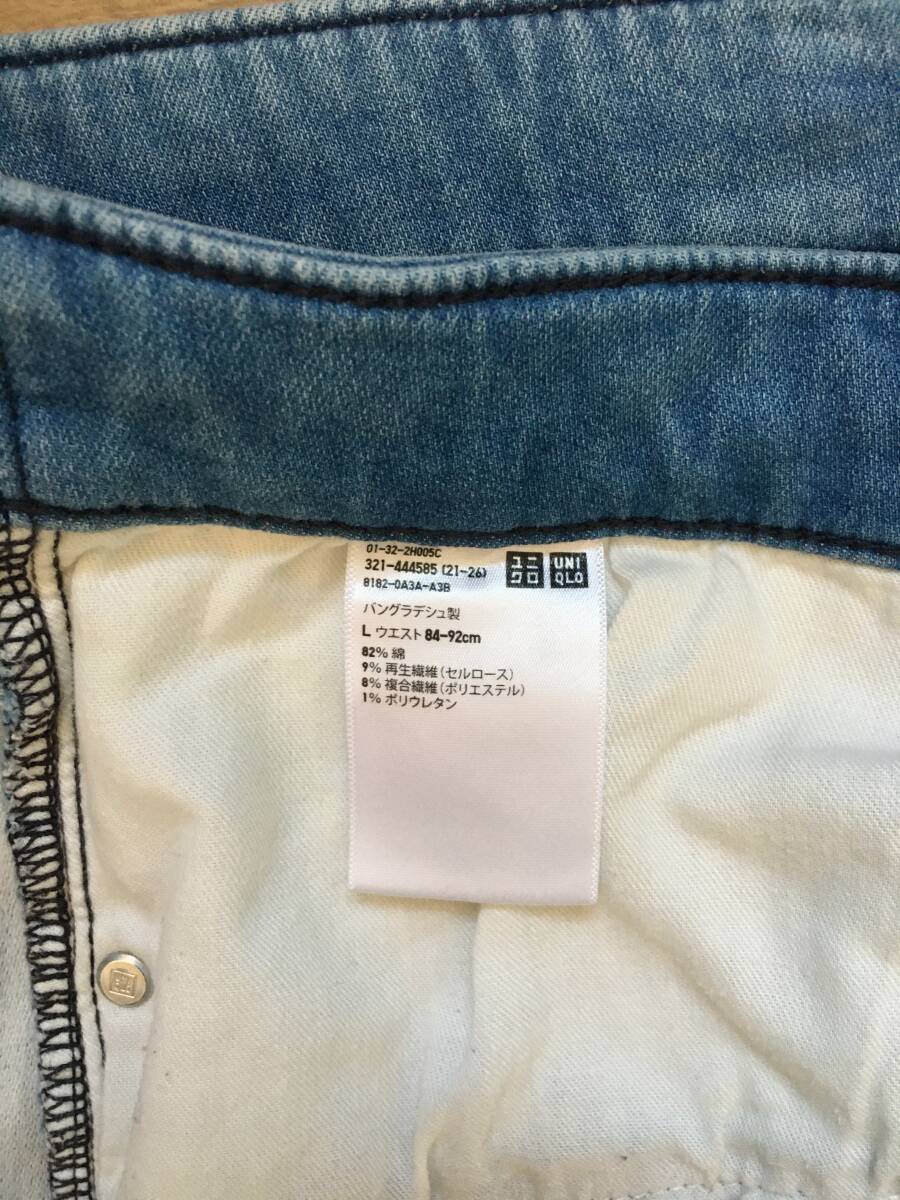 01-32-2H005C
321-444585 (21-26)
8182-0A3A-A3B
ユニ
クロ
UNI
QLO
バングラデシュ製
L ウエスト 84-92cm
82% 綿
9% 再生繊維(セルロース)
8% 複合繊維(ポリエステル)
1% ポリウレタン